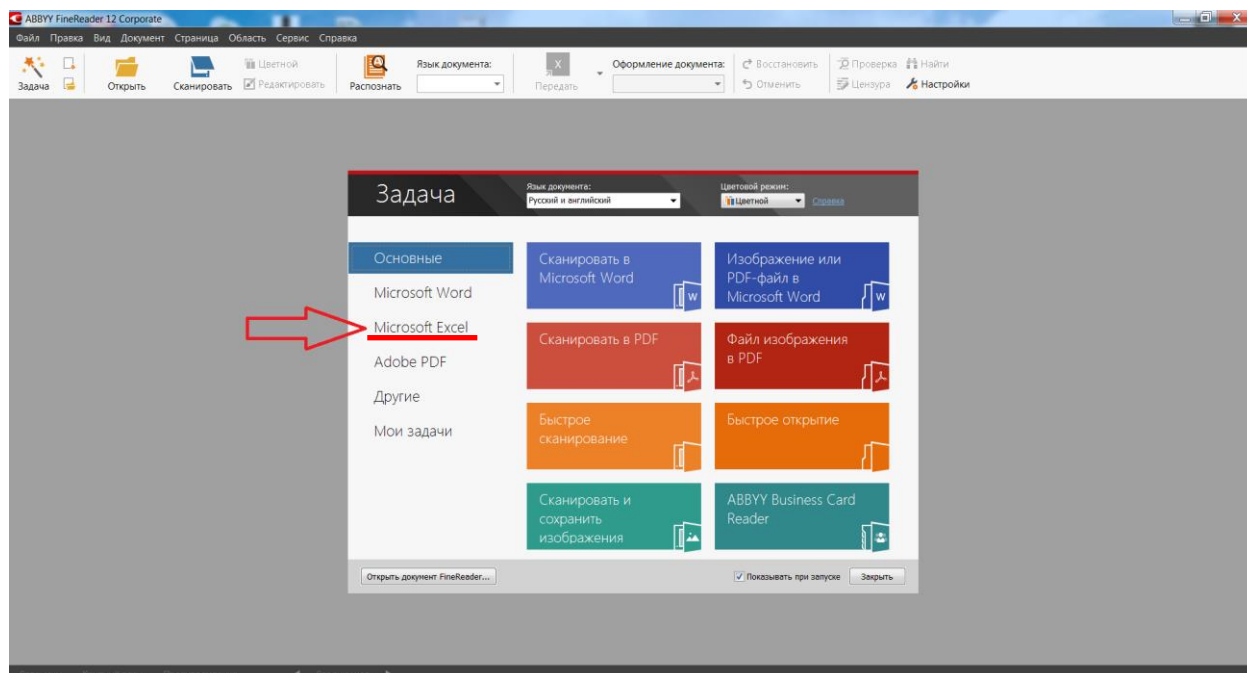 ABBYY FineReader 12 Corporate
Файл Правка Вид Документ Страница Область Сервис Справка
Задача
Открыть
Сканировать
Цветной
Редактировать
Распознать
Язык документа:
Передать
Оформление документа:
Восстановить
Отменить
Проверка
Цензура
Найти
Настройки
Задача
Язык документа:
Русский и английский
Цветовой режим:
Цветной
Справка
Основные
Microsoft Word
Microsoft Excel
Adobe PDF
Другие
Мои задачи
Сканировать в
Microsoft Word
Изображение или
PDF-файл в
Microsoft Word
Сканировать в PDF
Файл изображения
в PDF
Быстрое
сканирование
Быстрое открытие
Сканировать и
сохранить
изображения
ABBYY Business Card
Reader
Открыть документ FineReader...
Показывать при запуске
Закрыть